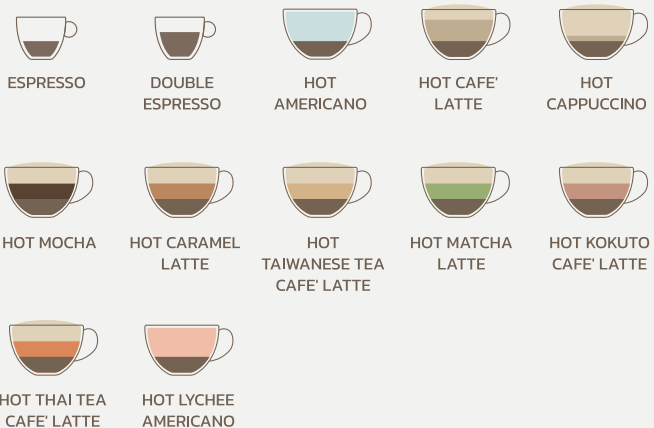 ESPRESSO
DOUBLE
ESPRESSO
HOT
AMERICANO
HOT CAFE'
LATTE
HOT
CAPPUCCINO
HOT MOCHA
HOT CARAMEL
LATTE
HOT
TAIWANESE TEA
CAFE' LATTE
HOT MATCHA
LATTE
HOT KOKUTO
CAFE' LATTE
HOT THAI TEA
CAFE' LATTE
HOT LYCHEE
AMERICANO